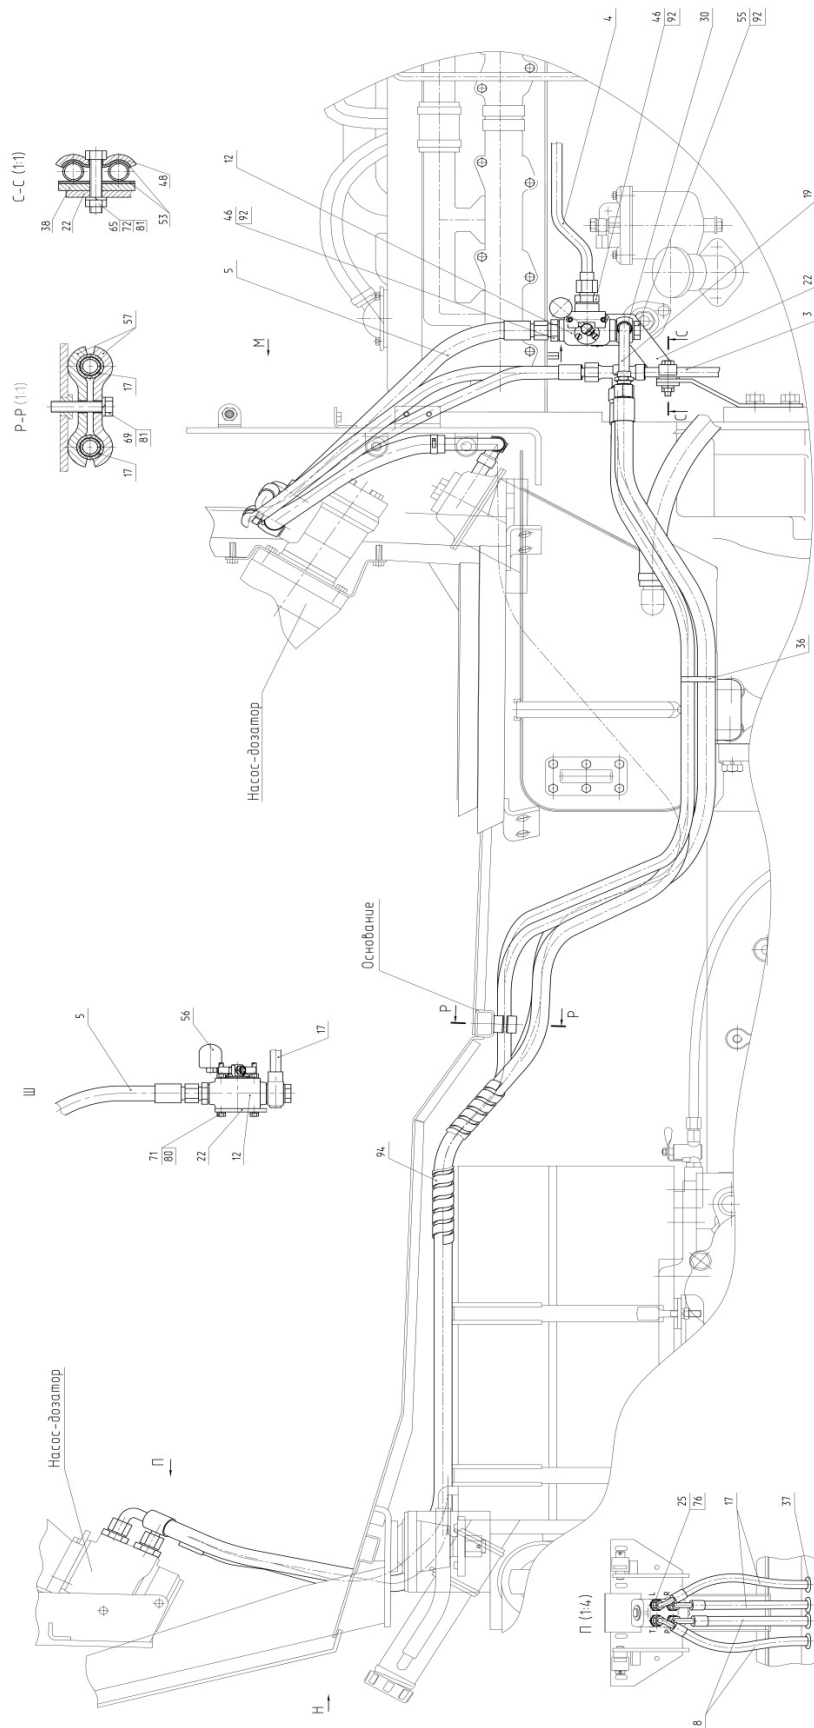 С-С (1:1)
38
22
65
72
81
53
48
Р-Р (1:1)
57
17
69
81
17
М
5
46
92
12
4
46
92
30
55
92
19
22
3
С
С
Ш
36
Насос-дозатор
Основание
Р
Р
Ш
5
56
17
71
80
22
12
94
Насос-дозатор
П
Н
П (1:4)
25
76
17
37
8
T
L
P
R